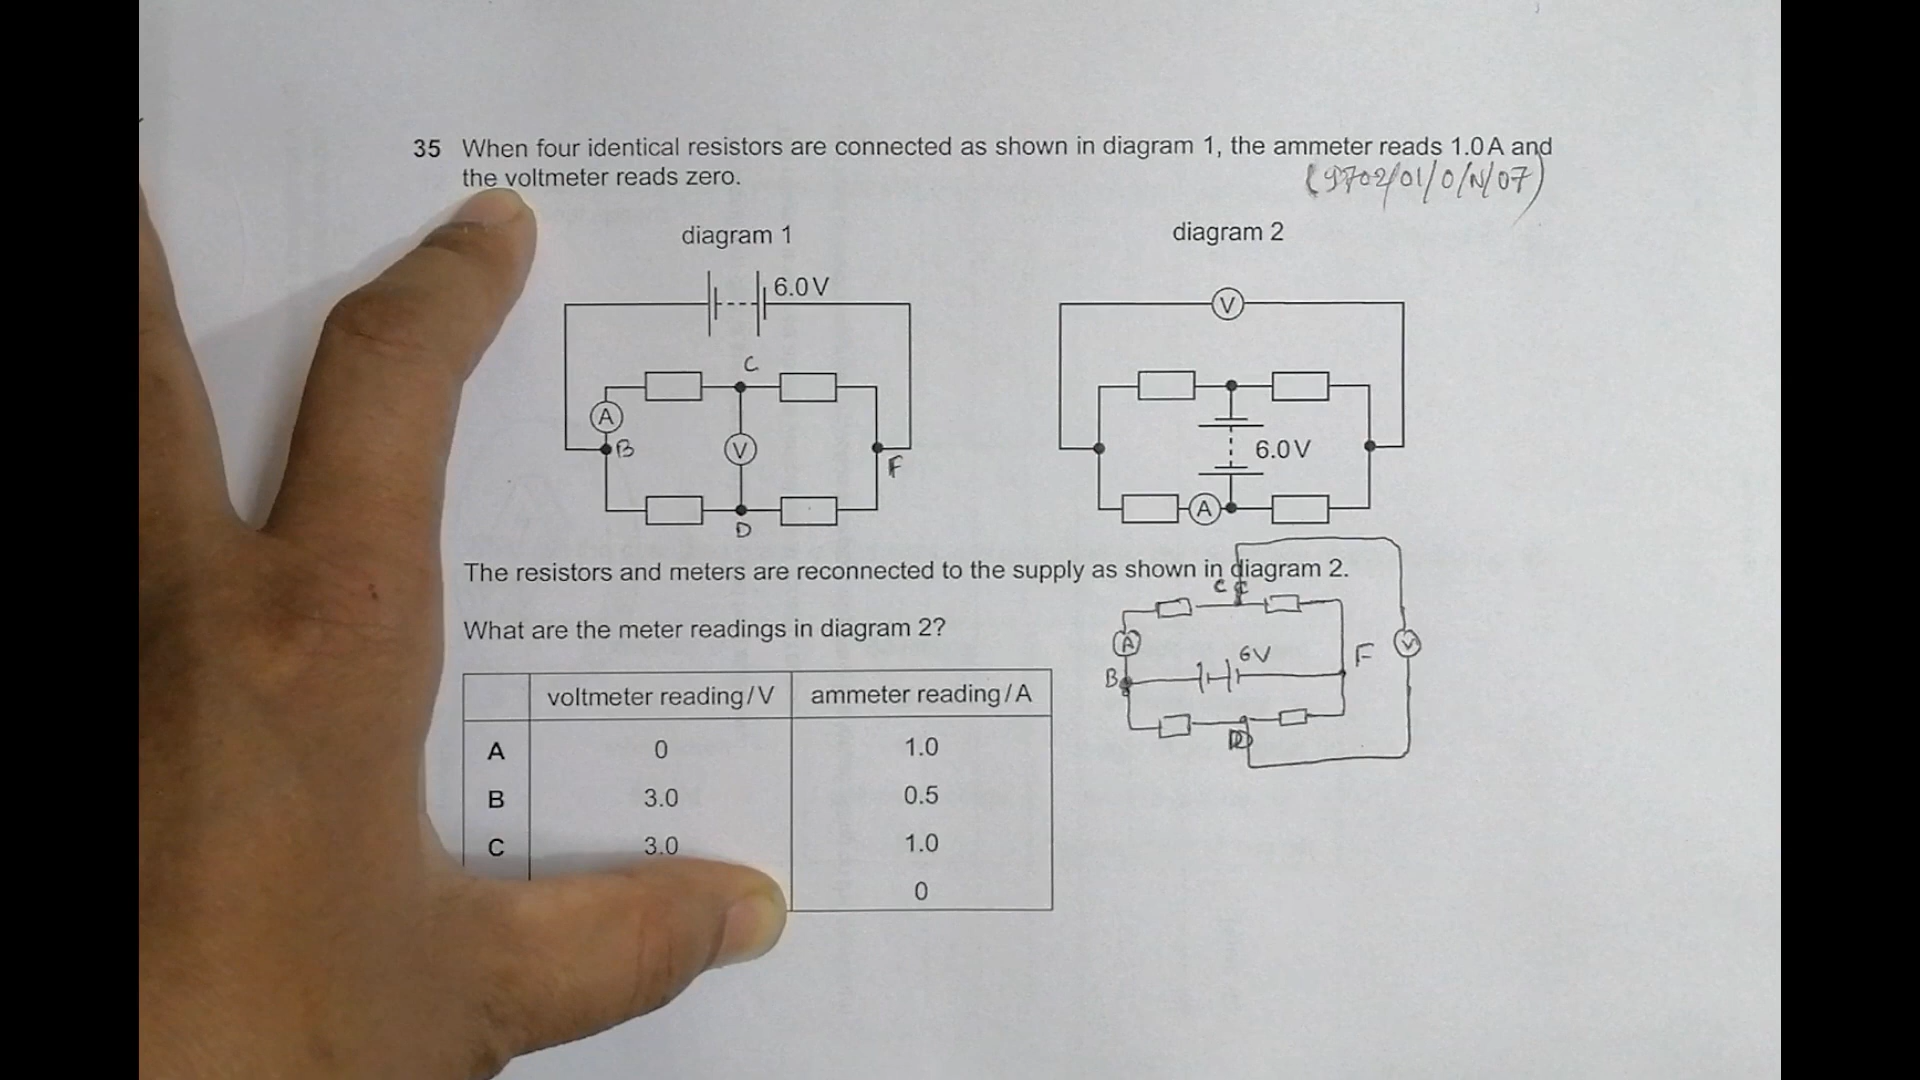 35 When four identical resistors are connected as shown in diagram 1, the ammeter reads 1.0 A and
the voltmeter reads zero.
(9702/01/O/N/07)
diagram 1
diagram 2
6.0 V
V
C
A
B
V
F
D
6.0 V
A
The resistors and meters are reconnected to the supply as shown in diagram 2.
What are the meter readings in diagram 2?
C
A
6V
B
F
V
D
voltmeter reading / V ammeter reading / A
A 0 1.0
B 3.0 0.5
C 3.0 1.0
0